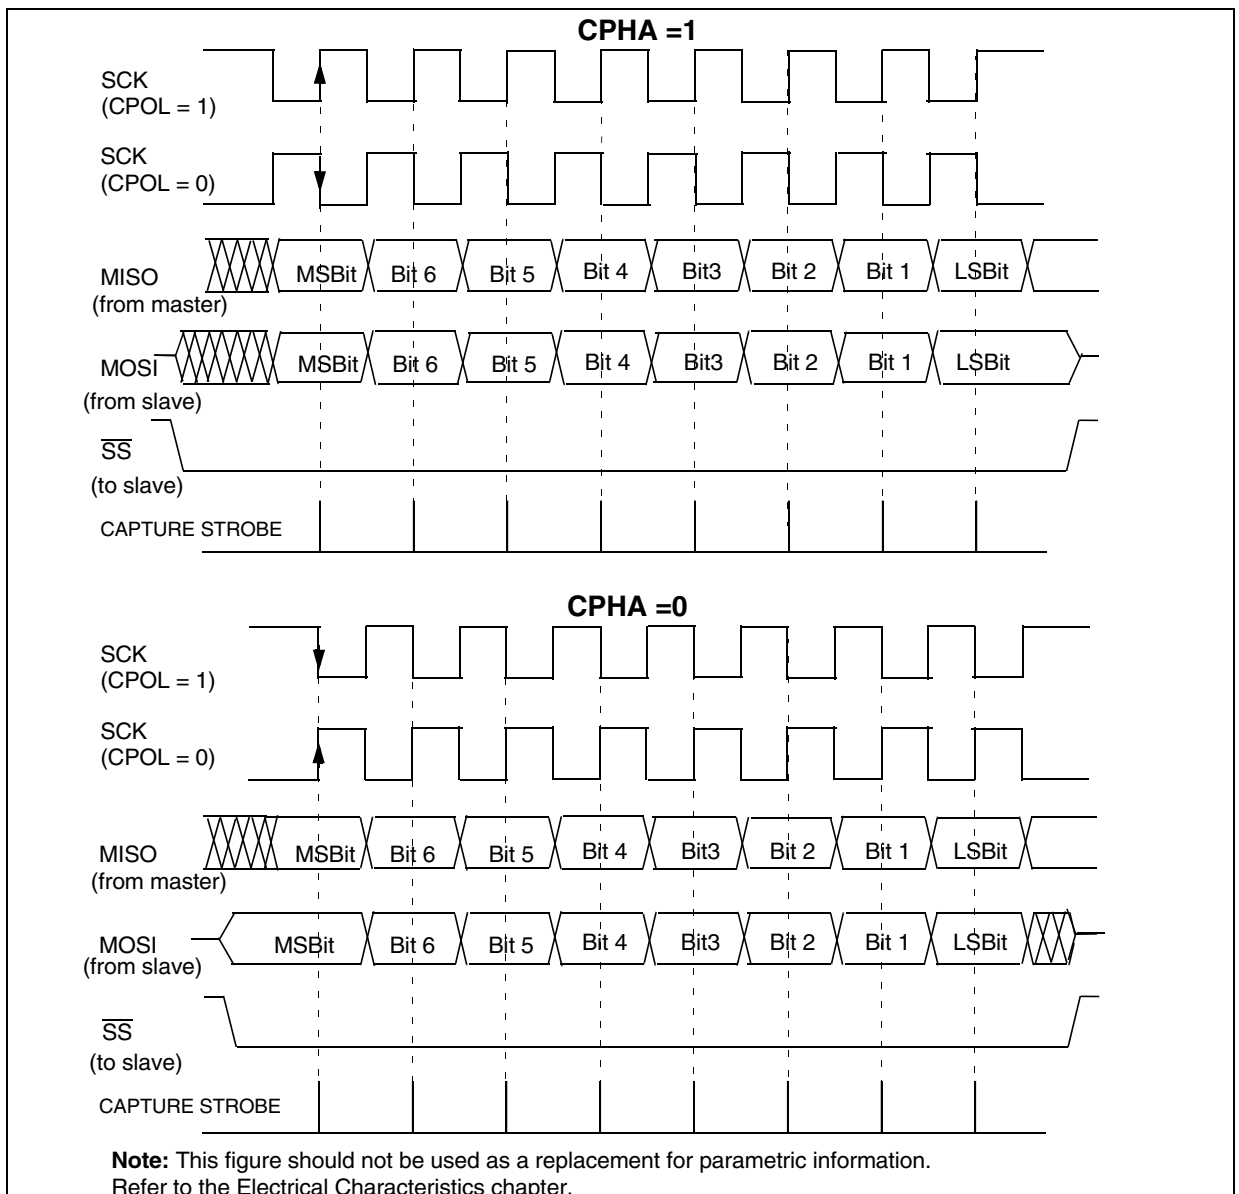 CPHA =1
SCK
(CPOL = 1)
SCK
(CPOL = 0)
MISO
(from master)
MSBit Bit 6 Bit 5 Bit 4 Bit3 Bit 2 Bit 1 LSBit
MOSI
(from slave)
MSBit Bit 6 Bit 5 Bit 4 Bit3 Bit 2 Bit 1 LSBit
SS
(to slave)
CAPTURE STROBE
CPHA =0
SCK
(CPOL = 1)
SCK
(CPOL = 0)
MISO
(from master)
MSBit Bit 6 Bit 5 Bit 4 Bit3 Bit 2 Bit 1 LSBit
MOSI
(from slave)
MSBit Bit 6 Bit 5 Bit 4 Bit3 Bit 2 Bit 1 LSBit
SS
(to slave)
CAPTURE STROBE
Note: This figure should not be used as a replacement for parametric information.
Refer to the Electrical Characteristics chapter.